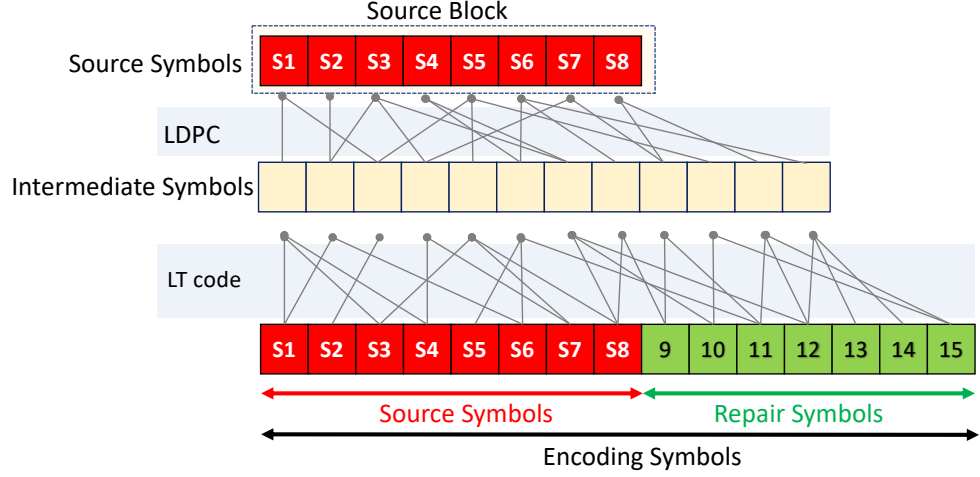 Source Block
Source Symbols S1 S2 S3 S4 S5 S6 S7 S8
LDPC
Intermediate Symbols
LT code
S1 S2 S3 S4 S5 S6 S7 S8 9 10 11 12 13 14 15
Source Symbols Repair Symbols
Encoding Symbols